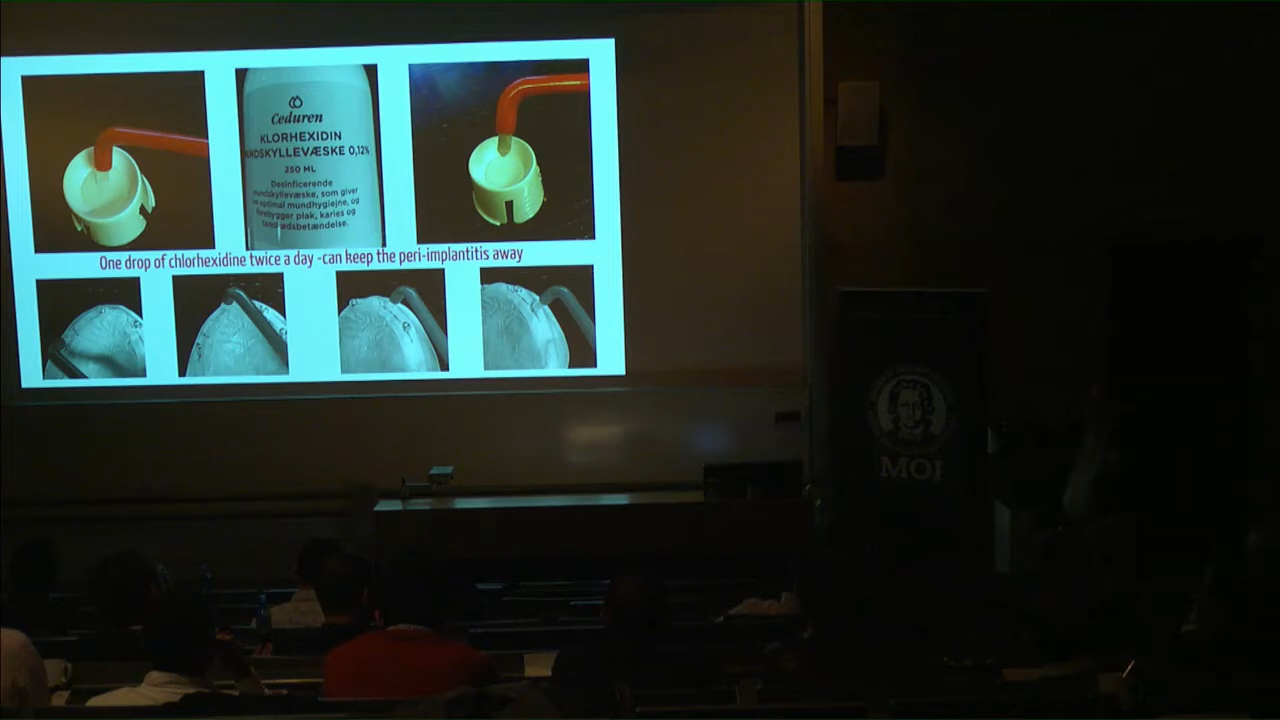 Ceduren
KLORHEXIDIN
NDSKYLLEVÆSKE 0,12%
250 ML
Desinficerende
mundskyllevæske, som giver
en optimal mundhygiejne, og
forebygger plak, karies og
tandkødsbetændelse.
One drop of chlorhexidine twice a day -can keep the peri-implantitis away
MOI